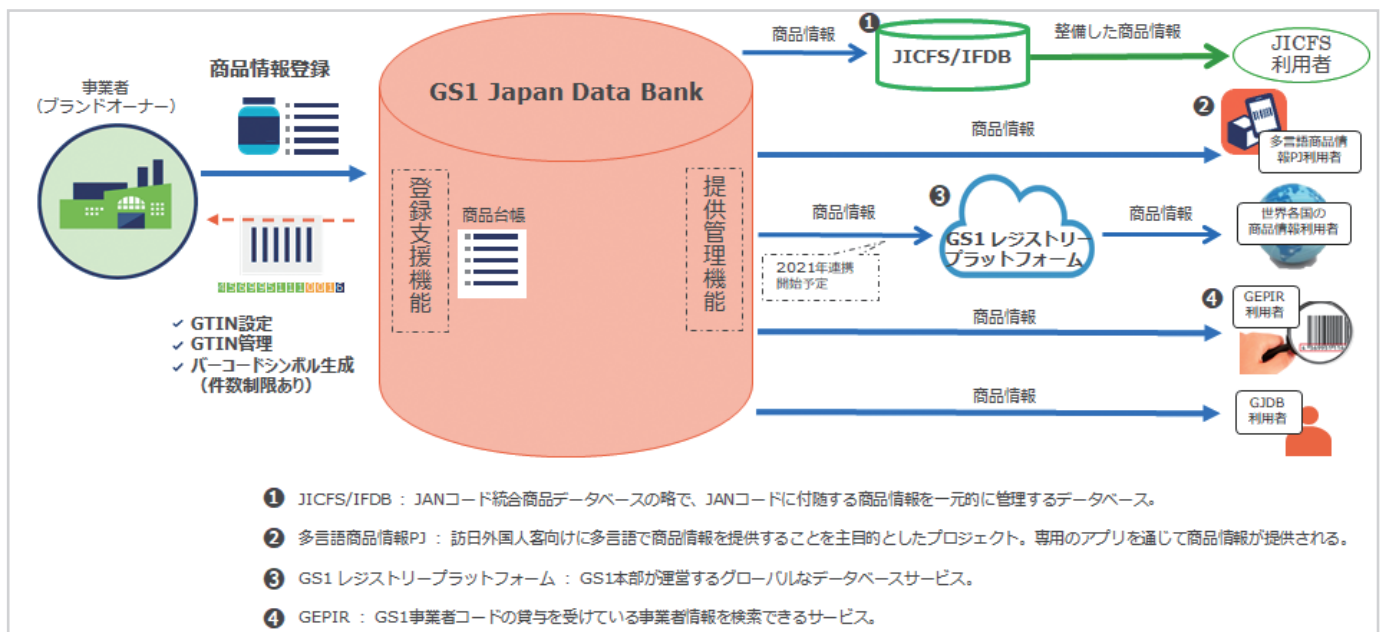 事業者
（ブランドオーナー）
商品情報登録
GTIN設定
GTIN管理
バーコードシンボル生成
（件数制限あり）
GS1 Japan Data Bank
登録支援機能
商品台帳
提供管理機能
商品情報
❶
JICFS/IFDB
整備した商品情報
JICFS
利用者
商品情報
❷
多言語商品情
報PJ利用者
商品情報
2021年連携
開始予定
❸
GS1 レジストリー
プラットフォーム
商品情報
世界各国の
商品情報利用者
商品情報
❹
GEPIR
利用者
商品情報
GJDB
利用者
❶ JICFS/IFDB ： JANコード統合商品データベースの略で、JANコードに付随する商品情報を一元的に管理するデータベース。
❷ 多言語商品情報PJ ： 訪日外国人客向けに多言語で商品情報を提供することを主目的としたプロジェクト。専用のアプリを通じて商品情報が提供される。
❸ GS1 レジストリープラットフォーム ： GS1本部が運営するグローバルなデータベースサービス。
❹ GEPIR ： GS1事業者コードの貸与を受けている事業者情報を検索できるサービス。